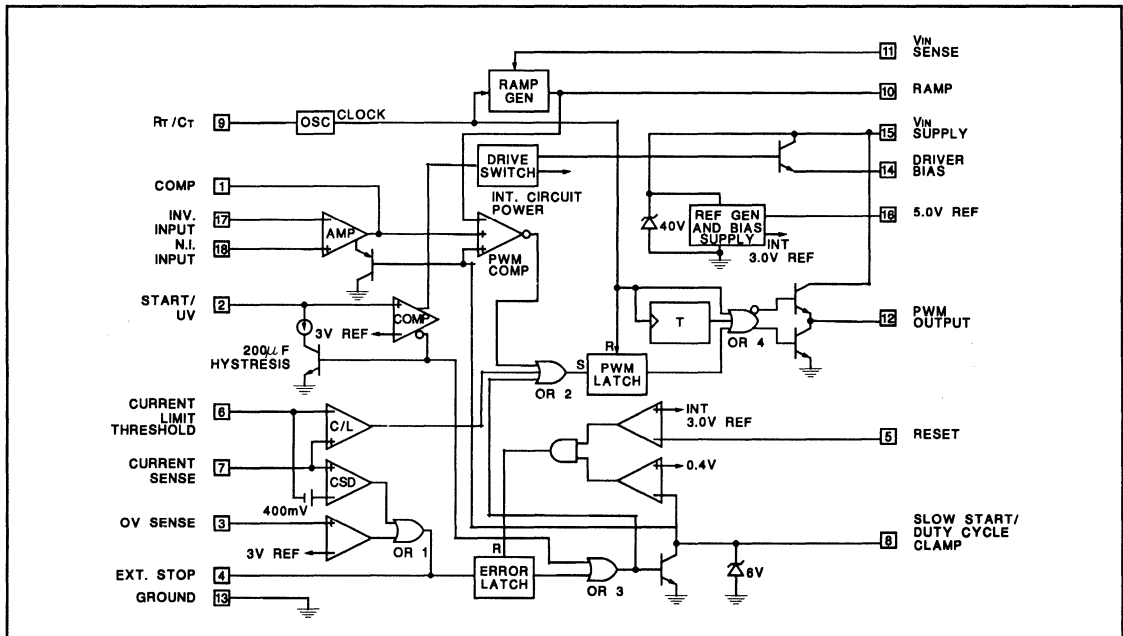 11
VIN
SENSE
RAMP
GEN
10
RAMP
RT/CT
9
OSC
CLOCK
VIN
15
SUPPLY
DRIVE
SWITCH
DRIVER
14
BIAS
COMP
1
INT. CIRCUIT
POWER
INV.
INPUT
17
N.I.
INPUT
18
-
+
AMP
-
+
+
PWM
COMP
40V
REF GEN
AND BIAS
SUPPLY
16
5.0V REF
INT
3.0V REF
START/
UV
2
+
-
COMP
3V REF
200μF
HYSTRESIS
T
OR 4
12
PWM
OUTPUT
R
S
PWM
LATCH
OR 2
CURRENT
LIMIT
THRESHOLD
6
-
+
C/L
INT
3.0V REF
+
-
5
RESET
CURRENT
SENSE
7
+
-
CSD
400mV
+
-
0.4V
OV SENSE
3
+
-
3V REF
OR 1
SLOW START/
DUTY CYCLE
CLAMP
8
R
EXT. STOP
4
ERROR
LATCH
OR 3
6V
GROUND
13